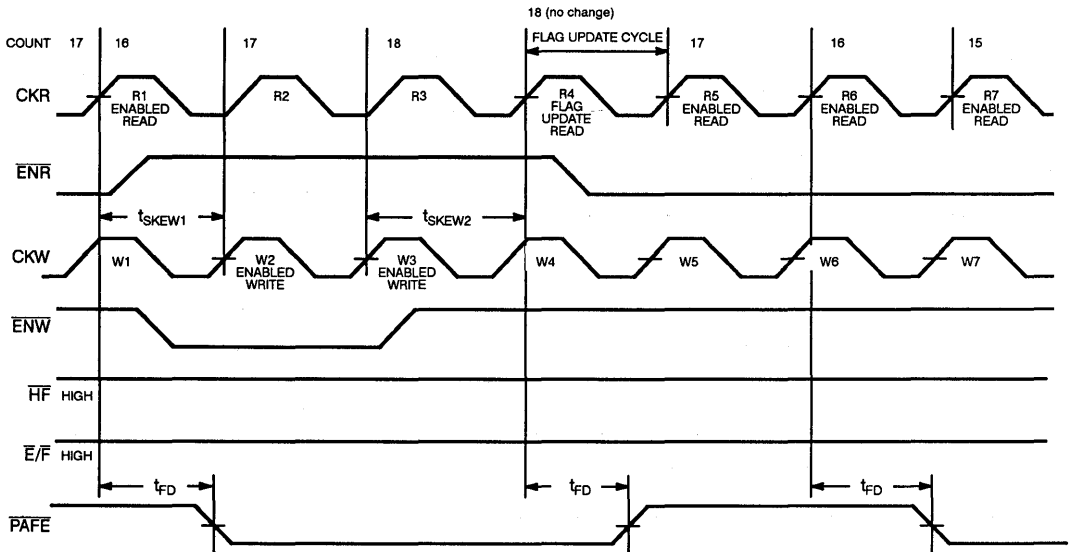 18 (no change)
COUNT 17 16 17 18 FLAG UPDATE CYCLE 17 16 15
CKR
R1 ENABLED READ
R2
R3
R4 FLAG UPDATE READ
R5 ENABLED READ
R6 ENABLED READ
R7 ENABLED READ
ENR
tSKEW1
tSKEW2
CKW
W1
W2 ENABLED WRITE
W3 ENABLED WRITE
W4
W5
W6
W7
ENW
HF HIGH
E/F HIGH
tFD
tFD
tFD
PAFE